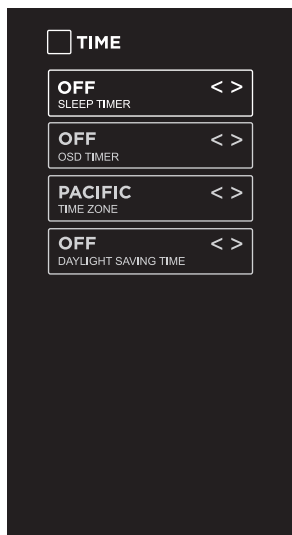 TIME
OFF < >
SLEEP TIMER
OFF < >
OSD TIMER
PACIFIC < >
TIME ZONE
OFF < >
DAYLIGHT SAVING TIME